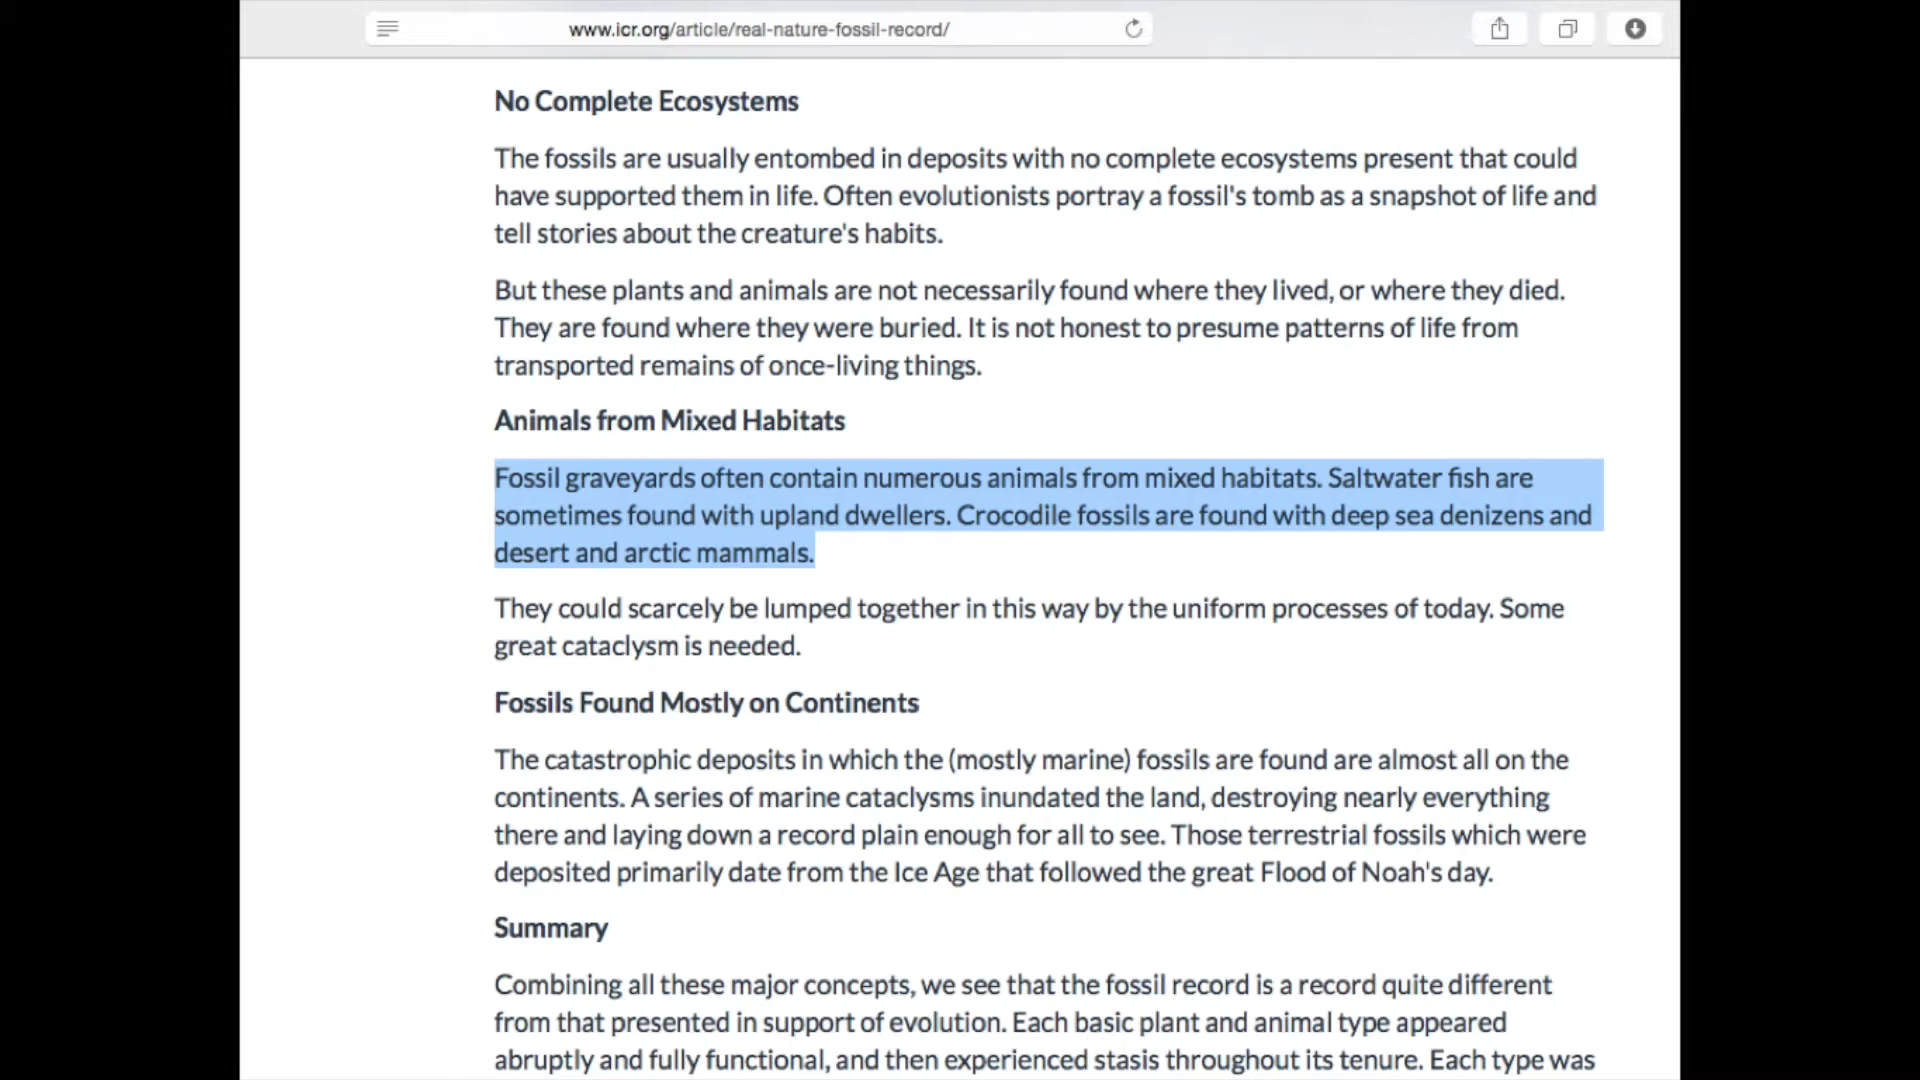 www.icr.org/article/real-nature-fossil-record/
No Complete Ecosystems
The fossils are usually entombed in deposits with no complete ecosystems present that could
have supported them in life. Often evolutionists portray a fossil's tomb as a snapshot of life and
tell stories about the creature's habits.
But these plants and animals are not necessarily found where they lived, or where they died.
They are found where they were buried. It is not honest to presume patterns of life from
transported remains of once-living things.
Animals from Mixed Habitats
Fossil graveyards often contain numerous animals from mixed habitats. Saltwater fish are
sometimes found with upland dwellers. Crocodile fossils are found with deep sea denizens and
desert and arctic mammals.
They could scarcely be lumped together in this way by the uniform processes of today. Some
great cataclysm is needed.
Fossils Found Mostly on Continents
The catastrophic deposits in which the (mostly marine) fossils are found are almost all on the
continents. A series of marine cataclysms inundated the land, destroying nearly everything
there and laying down a record plain enough for all to see. Those terrestrial fossils which were
deposited primarily date from the Ice Age that followed the great Flood of Noah's day.
Summary
Combining all these major concepts, we see that the fossil record is a record quite different
from that presented in support of evolution. Each basic plant and animal type appeared
abruptly and fully functional, and then experienced stasis throughout its tenure. Each type was